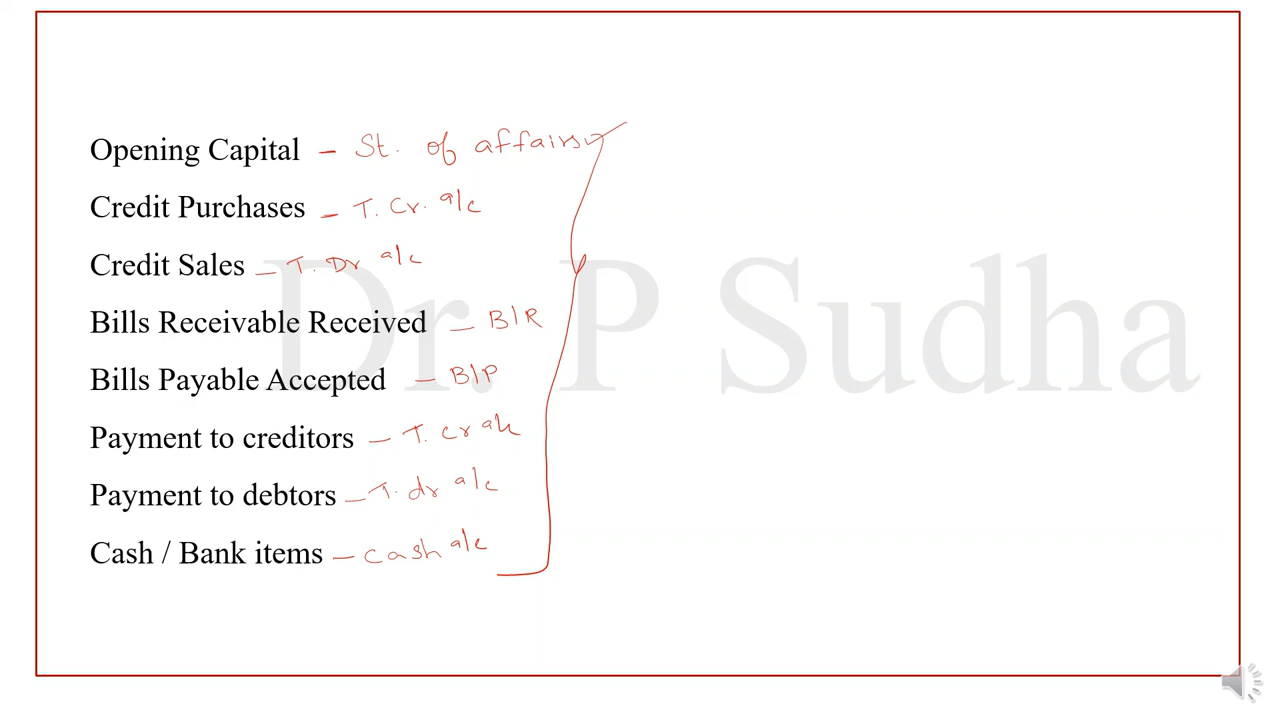 Opening Capital – St. of affairs
Credit Purchases – T. Cr. a/c
Credit Sales – T. Dr a/c
Bills Receivable Received – B/R
Bills Payable Accepted – B/P
Payment to creditors – T. cr a/c
Payment to debtors – T. dr a/c
Cash / Bank items – cash a/c
Dr. P Sudha